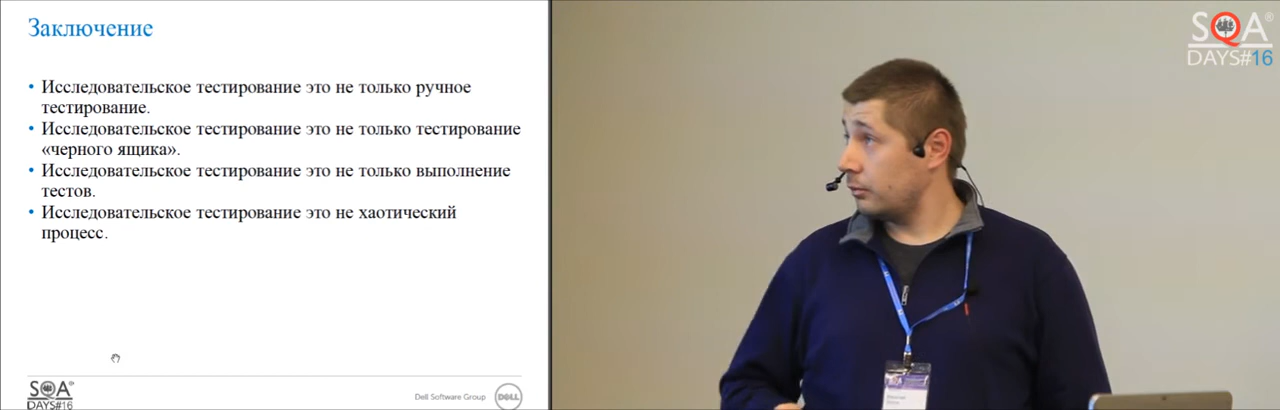 Заключение
• Исследовательское тестирование это не только ручное
тестирование.
• Исследовательское тестирование это не только тестирование
«черного ящика».
• Исследовательское тестирование это не только выполнение
тестов.
• Исследовательское тестирование это не хаотический
процесс.
SQA®
DAYS#16
Dell Software Group
DELL
SQA®
DAYS#16